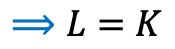 ⟹ L = K